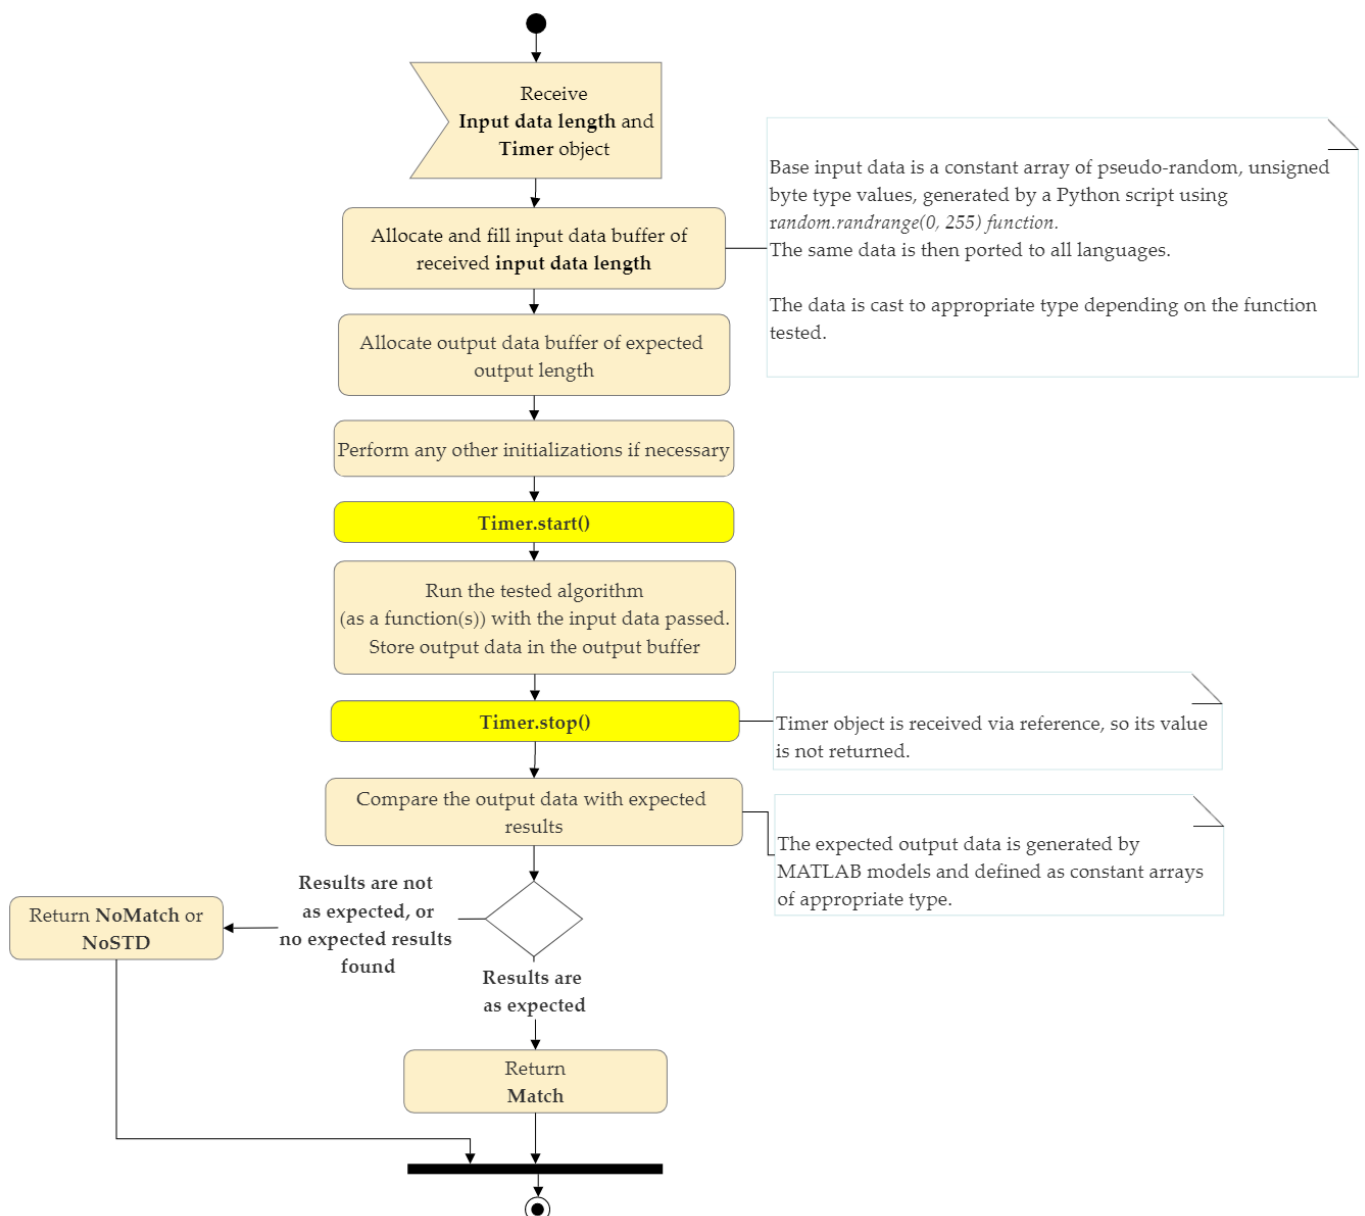 Receive
Input data length and
Timer object
Base input data is a constant array of pseudo-random, unsigned
byte type values, generated by a Python script using
random.randrange(0, 255) function.
The same data is then ported to all languages.
The data is cast to appropriate type depending on the function
tested.
Allocate and fill input data buffer of
received input data length
Allocate output data buffer of expected
output length
Perform any other initializations if necessary
Timer.start()
Run the tested algorithm
(as a function(s)) with the input data passed.
Store output data in the output buffer
Timer.stop()
Timer object is received via reference, so its value
is not returned.
Compare the output data with expected
results
The expected output data is generated by
MATLAB models and defined as constant arrays
of appropriate type.
Results are not
as expected, or
no expected results
found
Return NoMatch or
NoSTD
Results are
as expected
Return
Match